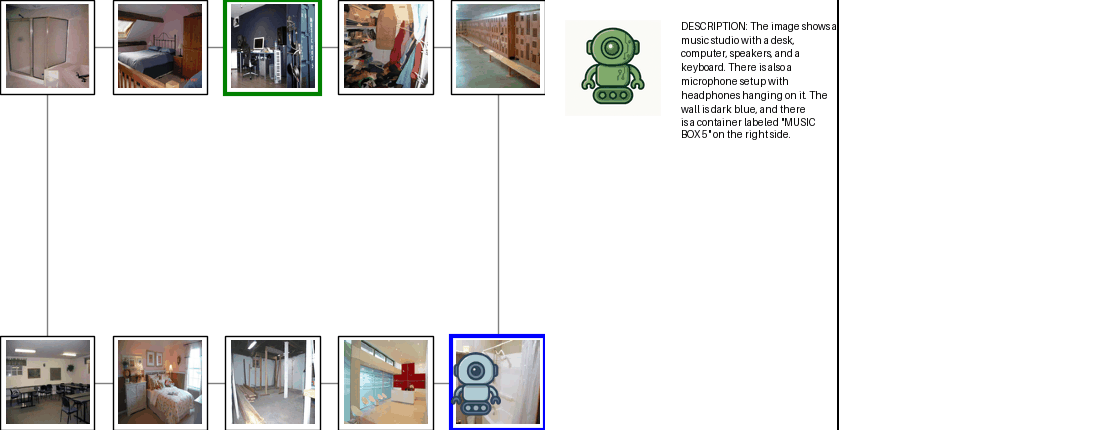 DESCRIPTION: The image shows a
music studio with a desk,
computer, speakers, and a
keyboard. There is also a
microphone setup with
headphones hanging on it. The
wall is dark blue, and there
is a container labeled "MUSIC
BOX 5" on the right side.